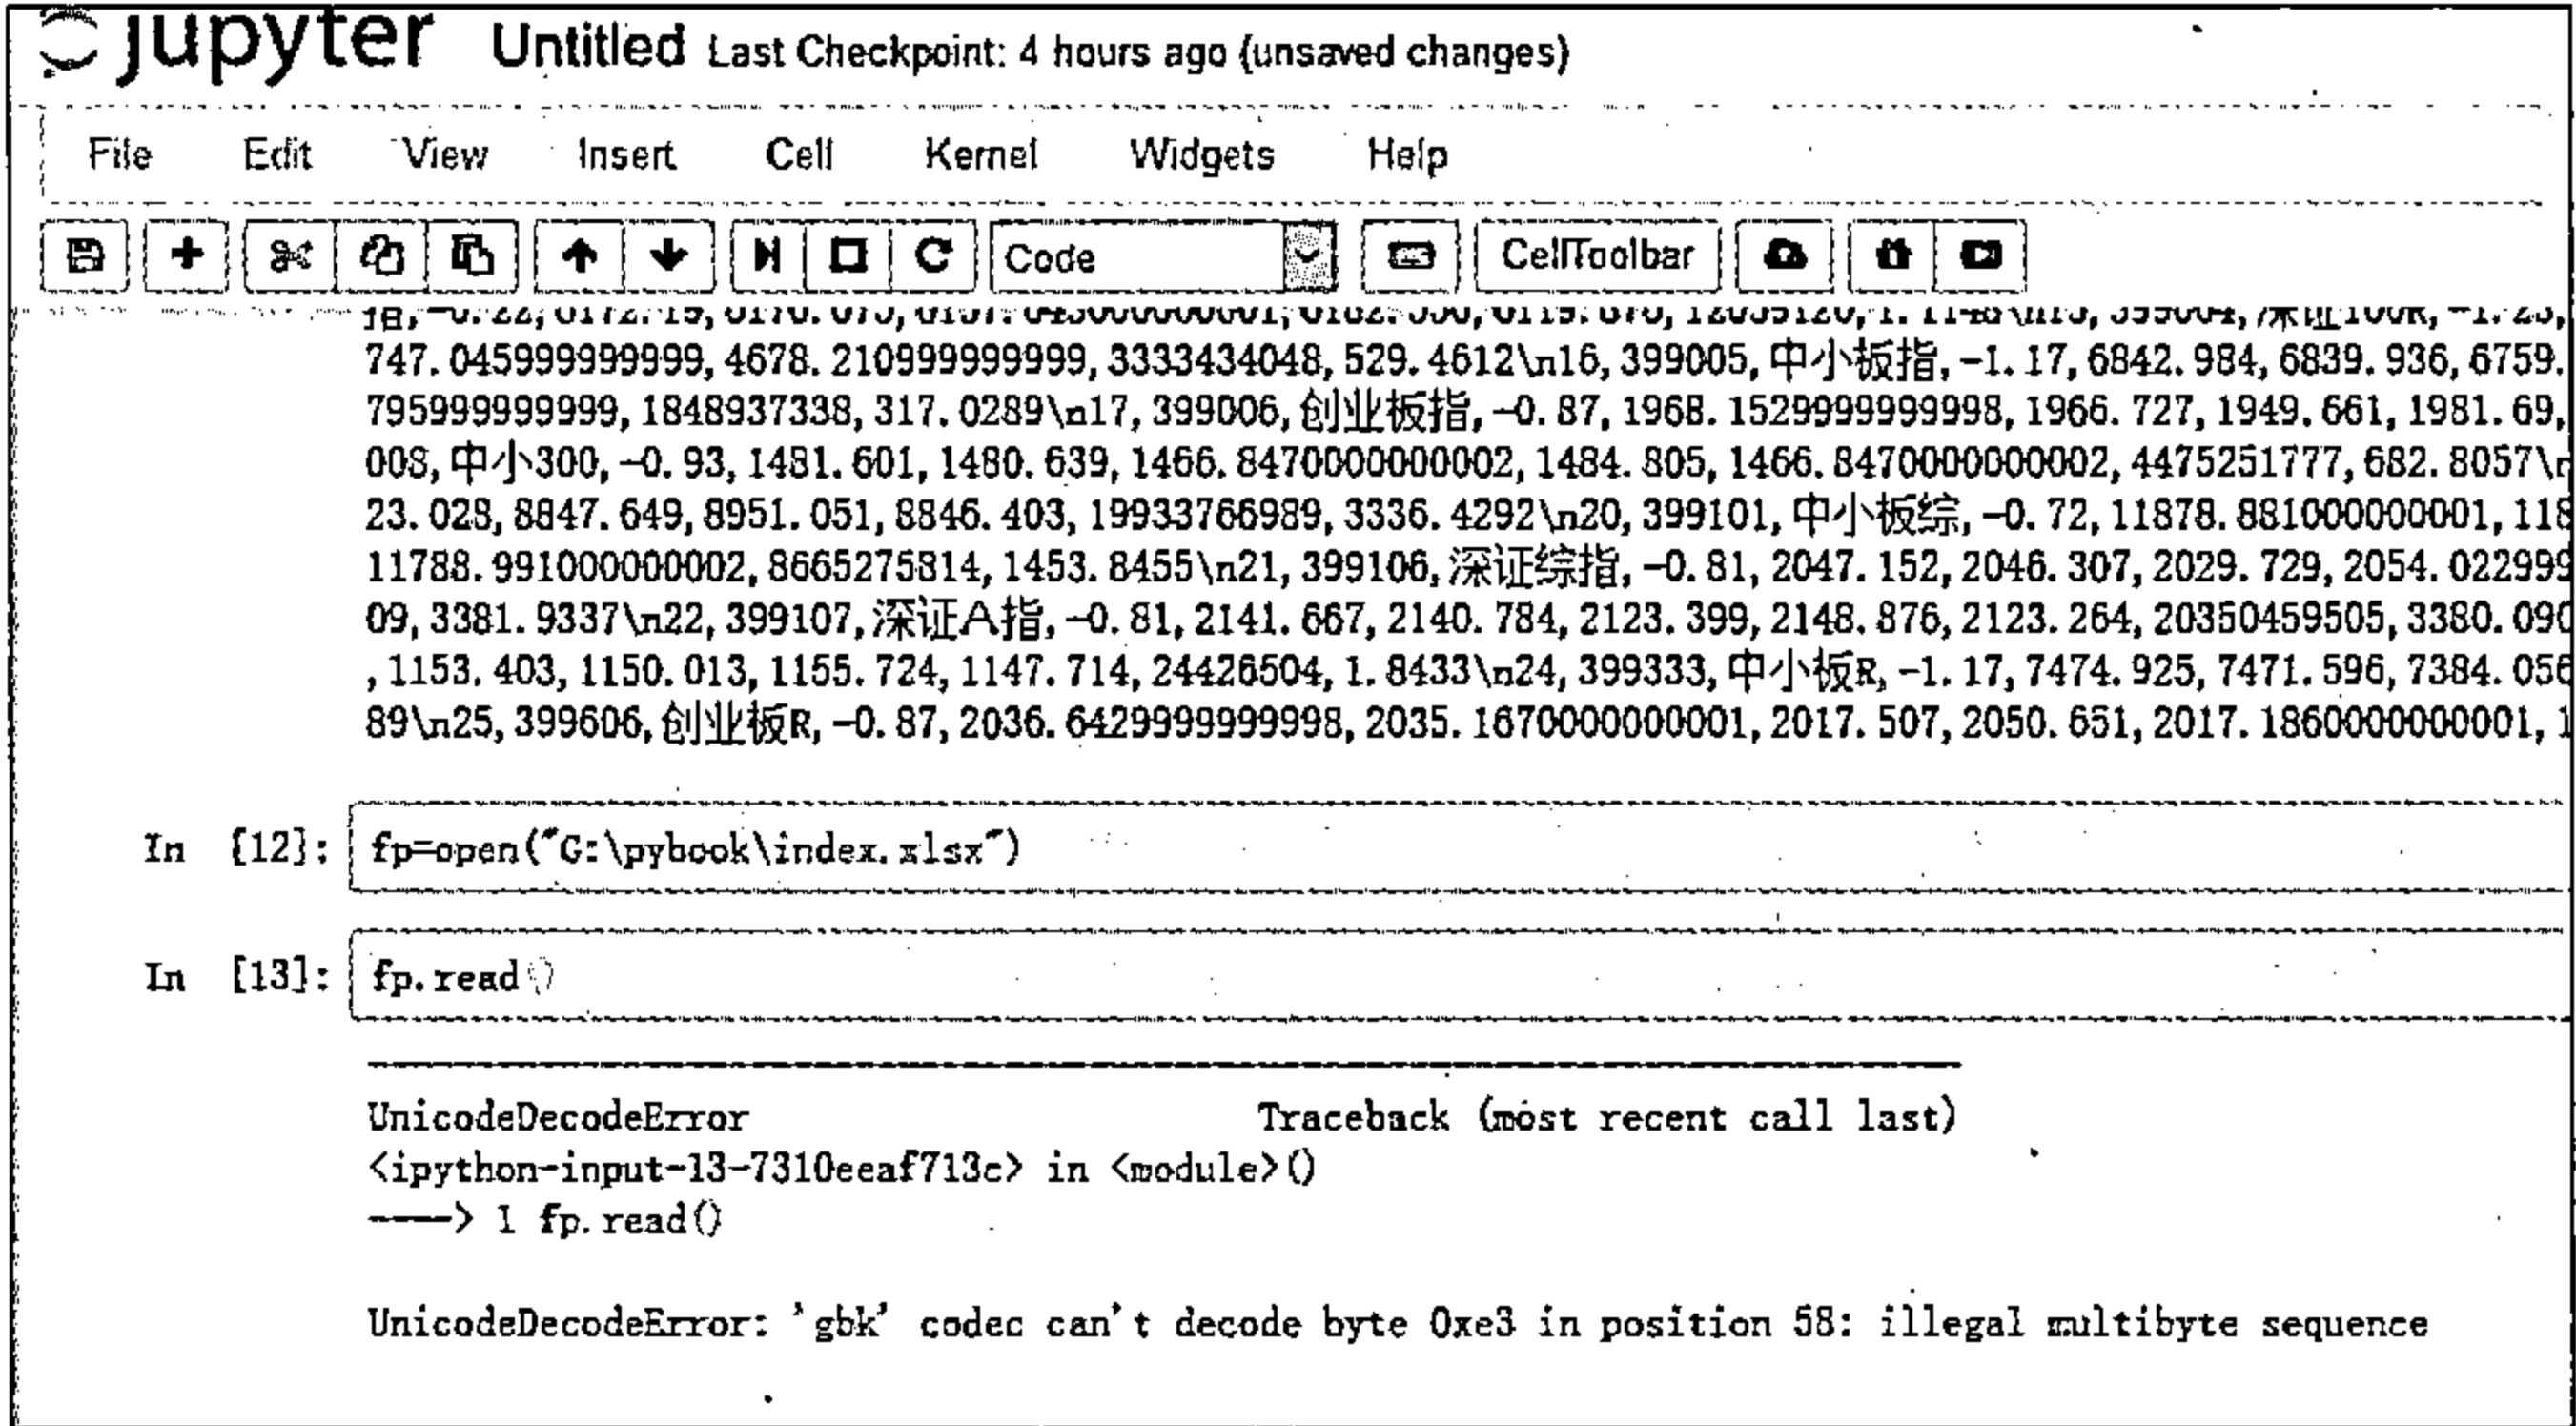 jupyter Untitled Last Checkpoint: 4 hours ago (unsaved changes)
File Edit View Insert Cell Kernel Widgets Help
Code CellToolbar
747.045999999999, 4678.210999999999, 3333434048, 529.4612\n16, 399005, 中小板指, -1.17, 6842.984, 6839.936, 6759.
795999999999, 1848937338, 317.0289\n17, 399006, 创业板指, -0.87, 1968.1529999999998, 1966.727, 1949.661, 1981.69,
008, 中小300, -0.93, 1481.601, 1480.639, 1466.8470000000002, 1484.805, 1466.8470000000002, 4475251777, 682.8057\n
23.028, 8847.649, 8951.051, 8846.403, 19933766989, 3336.4292\n20, 399101, 中小板综, -0.72, 11878.881000000001, 118
11788.991000000002, 8665275814, 1453.8455\n21, 399106, 深证综指, -0.81, 2047.152, 2046.307, 2029.729, 2054.022999
09, 3381.9337\n22, 399107, 深证A指, -0.81, 2141.667, 2140.784, 2123.399, 2148.876, 2123.264, 20350459505, 3380.090
, 1153.403, 1150.013, 1155.724, 1147.714, 24426504, 1.8433\n24, 399333, 中小板R, -1.17, 7474.925, 7471.596, 7384.056
89\n25, 399606, 创业板R, -0.87, 2036.6429999999998, 2035.1670000000001, 2017.507, 2050.651, 2017.1860000000001, 1
In [12]: fp=open("G:\pybook\index.xlsx")
In [13]: fp.read()
UnicodeDecodeError Traceback (most recent call last)
<ipython-input-13-7310eeaf713c> in <module>()
----> 1 fp.read()
UnicodeDecodeError: 'gbk' codec can't decode byte 0xe3 in position 58: illegal multibyte sequence